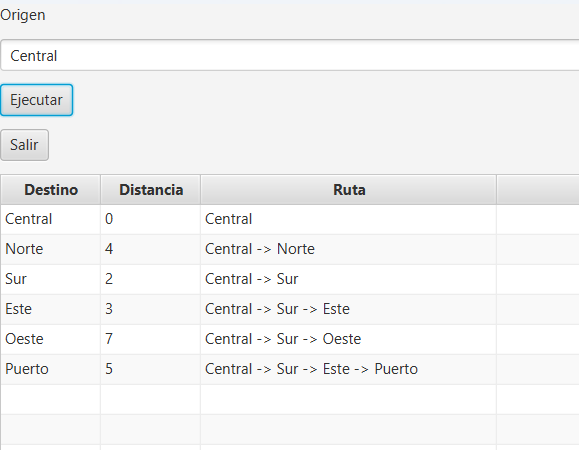 Origen
Central
Ejecutar
Salir
Destino Distancia Ruta
Central 0 Central
Norte 4 Central -> Norte
Sur 2 Central -> Sur
Este 3 Central -> Sur -> Este
Oeste 7 Central -> Sur -> Oeste
Puerto 5 Central -> Sur -> Este -> Puerto